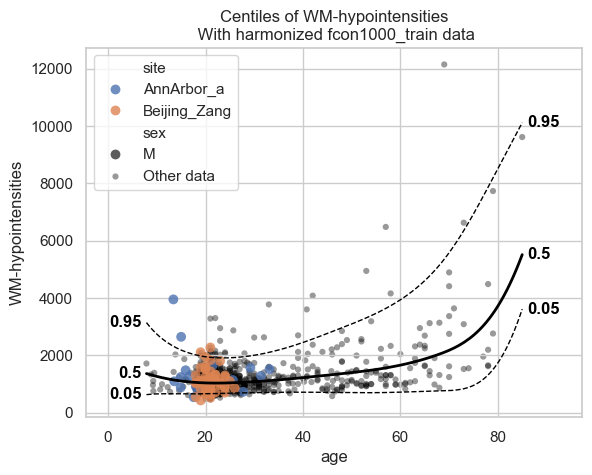 Centiles of WM-hypointensities
With harmonized fcon1000_train data
site
AnnArbor_a
Beijing_Zang
sex
M
Other data
12000
10000
8000
6000
4000
2000
0
WM-hypointensities
0.95
0.5
0.05
0.95
0.5
0.05
0
20
40
60
80
age